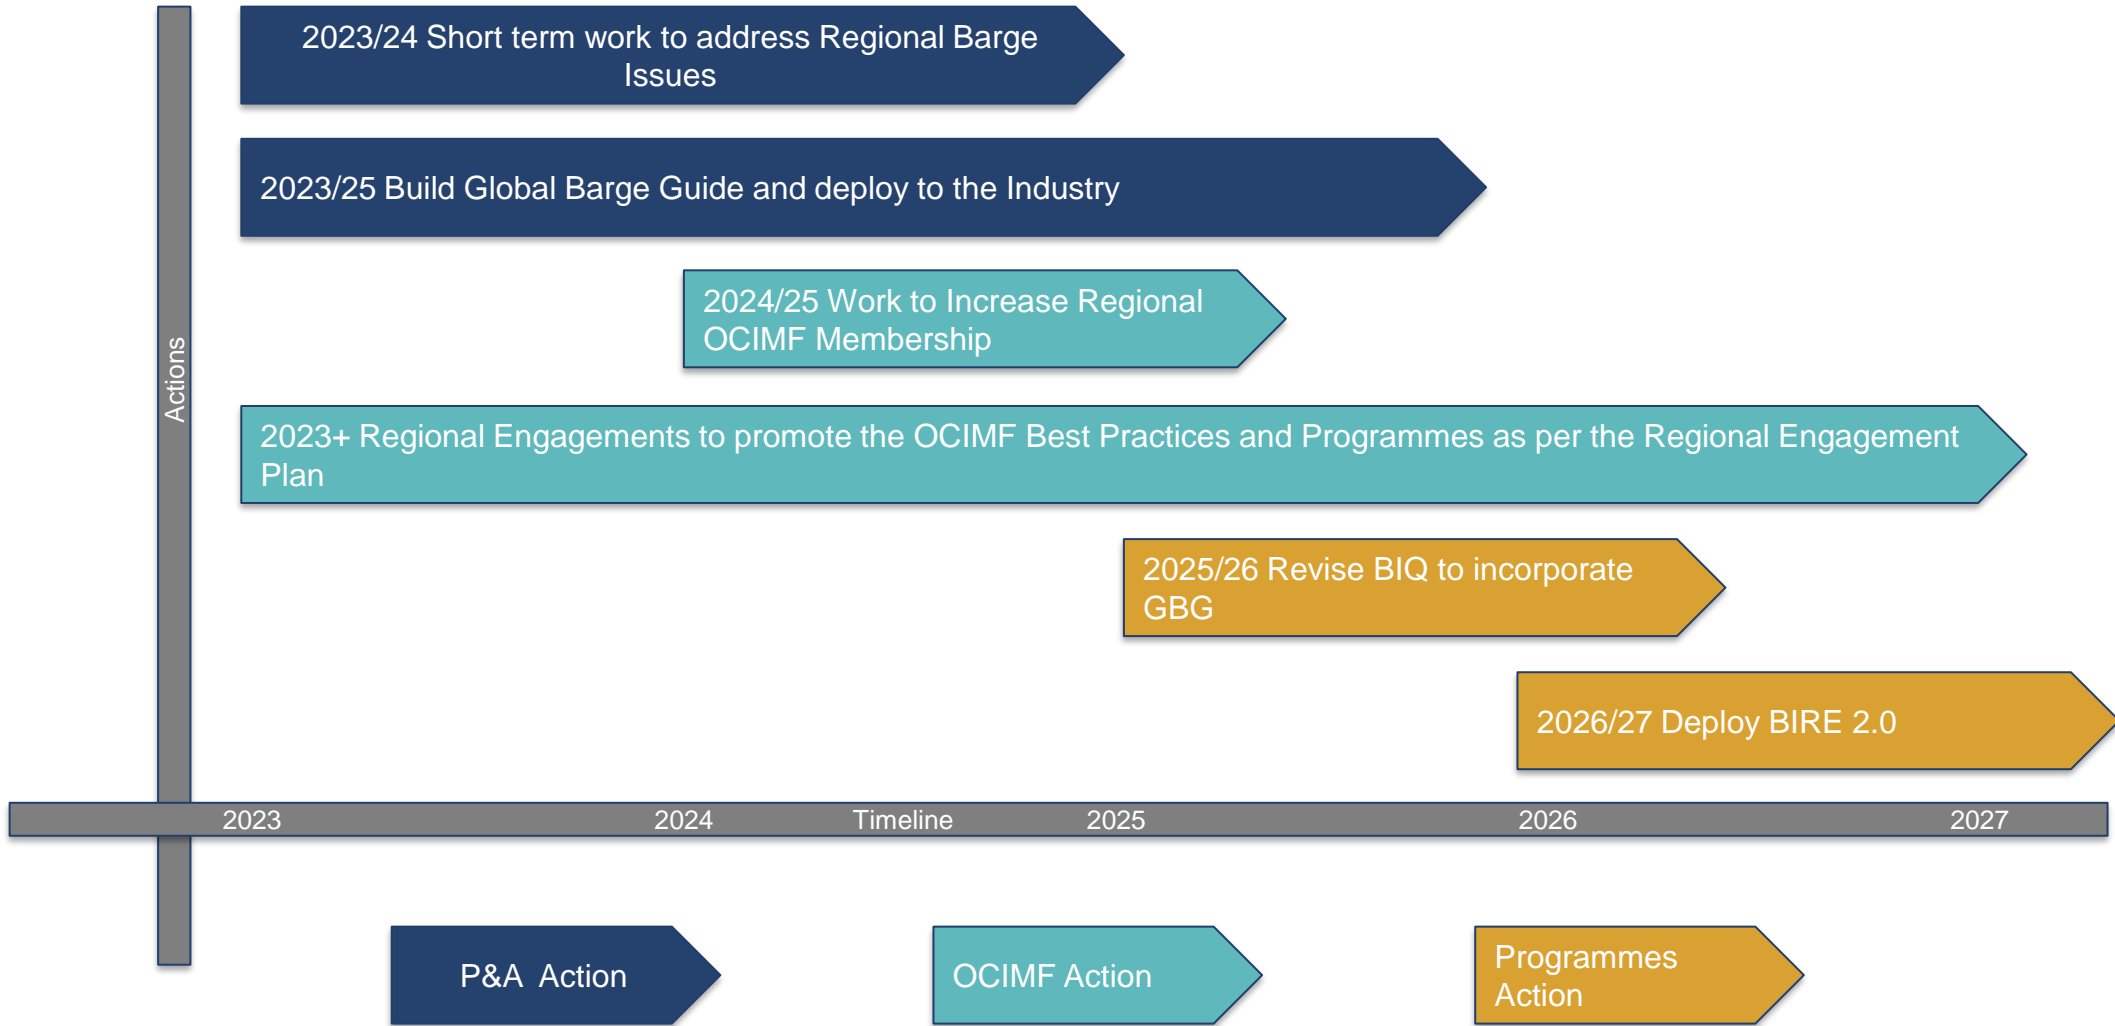 2023/24 Short term work to address Regional Barge
Issues
2023/25 Build Global Barge Guide and deploy to the Industry
2024/25 Work to Increase Regional
OCIMF Membership
Actions
2023+ Regional Engagements to promote the OCIMF Best Practices and Programmes as per the Regional Engagement
Plan
2025/26 Revise BIQ to incorporate
GBG
2026/27 Deploy BIRE 2.0
2023 2024 Timeline 2025 2026 2027
P&A Action
OCIMF Action
Programmes
Action